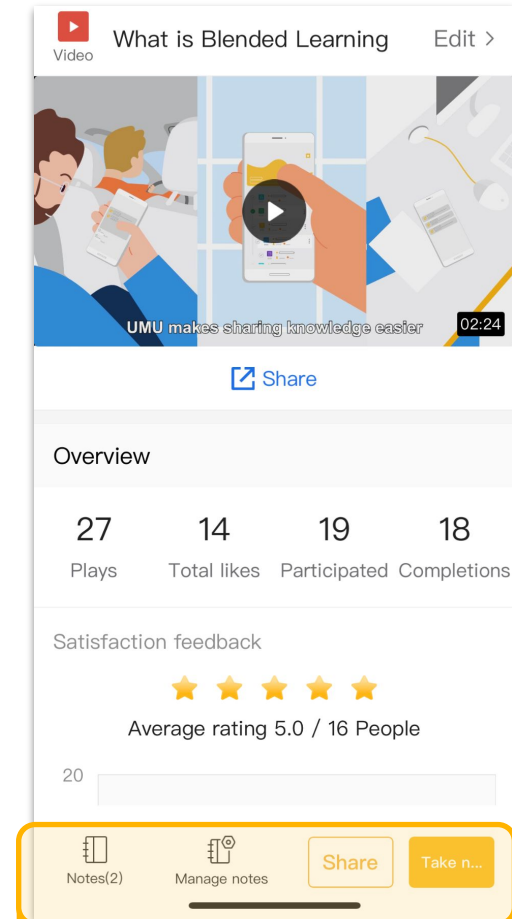 What is Blended Learning Edit >
Video
UMU makes sharing knowledge easier 02:24
Share
Overview
27 14 19 18
Plays Total likes Participated Completions
Satisfaction feedback
Average rating 5.0 / 16 People
20
Notes(2) Manage notes Share Take n...